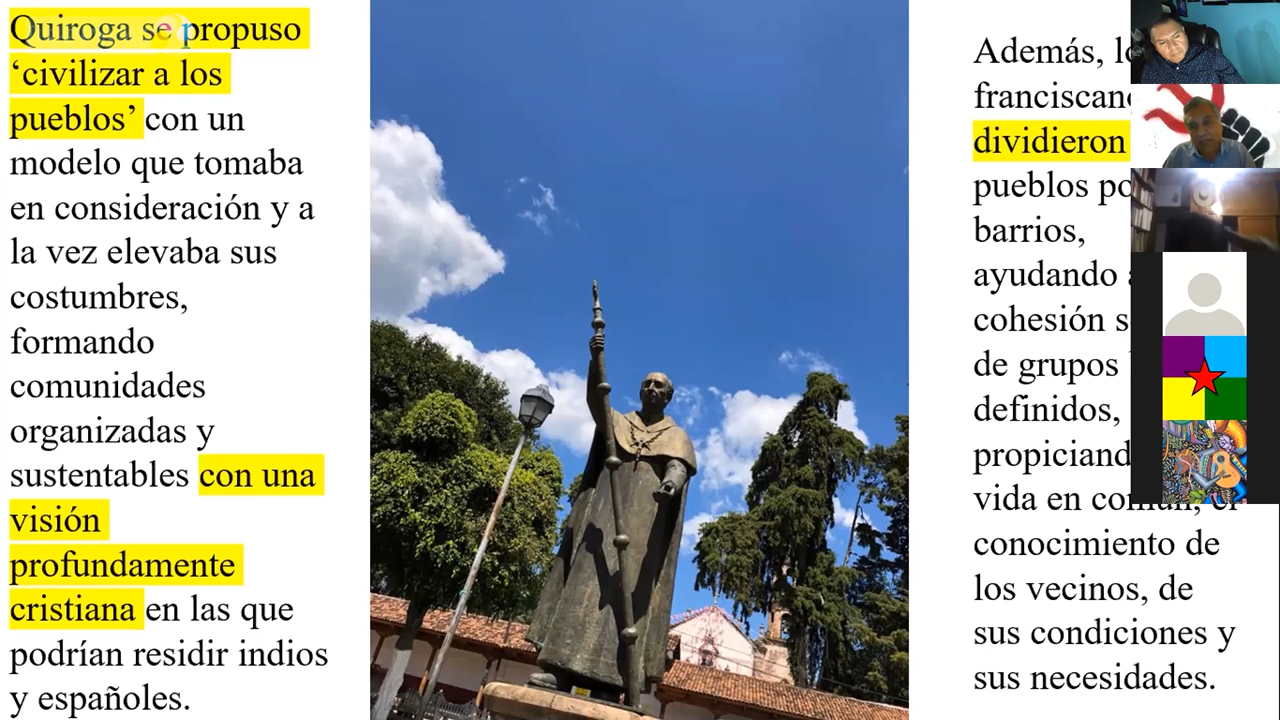 Quiroga se propuso
‘civilizar a los
pueblos’ con un
modelo que tomaba
en consideración y a
la vez elevaba sus
costumbres,
formando
comunidades
organizadas y
sustentables con una
visión
profundamente
cristiana en las que
podrían residir indios
y españoles.
Además,
dividieron
pueblos
barrios,
ayudando
cohesión
de grupos
definidos,
vida en
conocimiento de
los vecinos, de
sus condiciones y
sus necesidades.